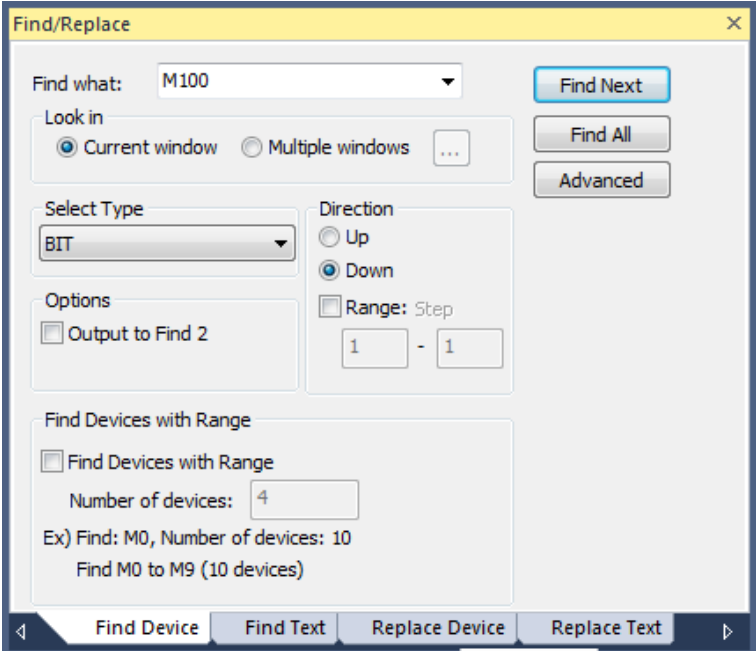 Find/Replace
Find what: M100 Find Next
Look in
Current window Multiple windows ... Find All
Advanced
Select Type Direction
BIT Up
Down
Options Range: Step
Output to Find 2 1 - 1
Find Devices with Range
Find Devices with Range
Number of devices: 4
Ex) Find: M0, Number of devices: 10
Find M0 to M9 (10 devices)
Find Device Find Text Replace Device Replace Text